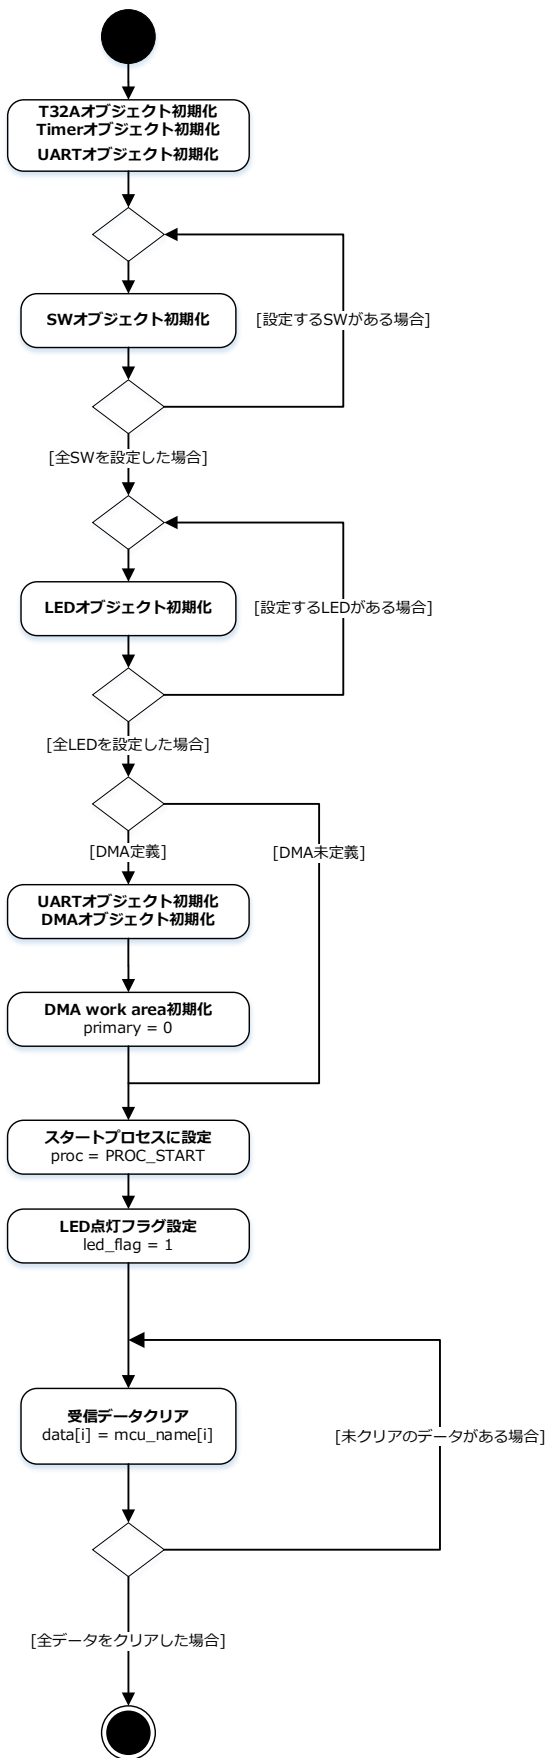 T32Aオブジェクト初期化
Timerオブジェクト初期化
UARTオブジェクト初期化
SWオブジェクト初期化
[設定するSWがある場合]
[全SWを設定した場合]
LEDオブジェクト初期化
[設定するLEDがある場合]
[全LEDを設定した場合]
[DMA定義]
[DMA未定義]
UARTオブジェクト初期化
DMAオブジェクト初期化
DMA work area初期化
primary = 0
スタートプロセスに設定
proc = PROC_START
LED点灯フラグ設定
led_flag = 1
受信データクリア
data[i] = mcu_name[i]
[未クリアのデータがある場合]
[全データをクリアした場合]